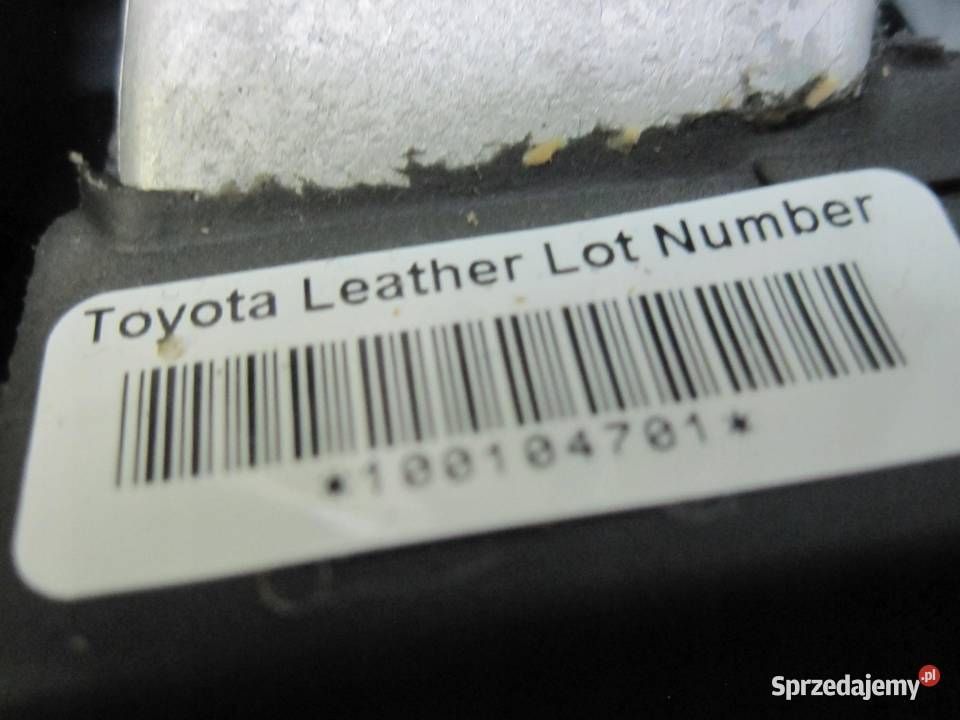 Toyota Leather Lot Number
*100104701*
Sprzedajemy.pl